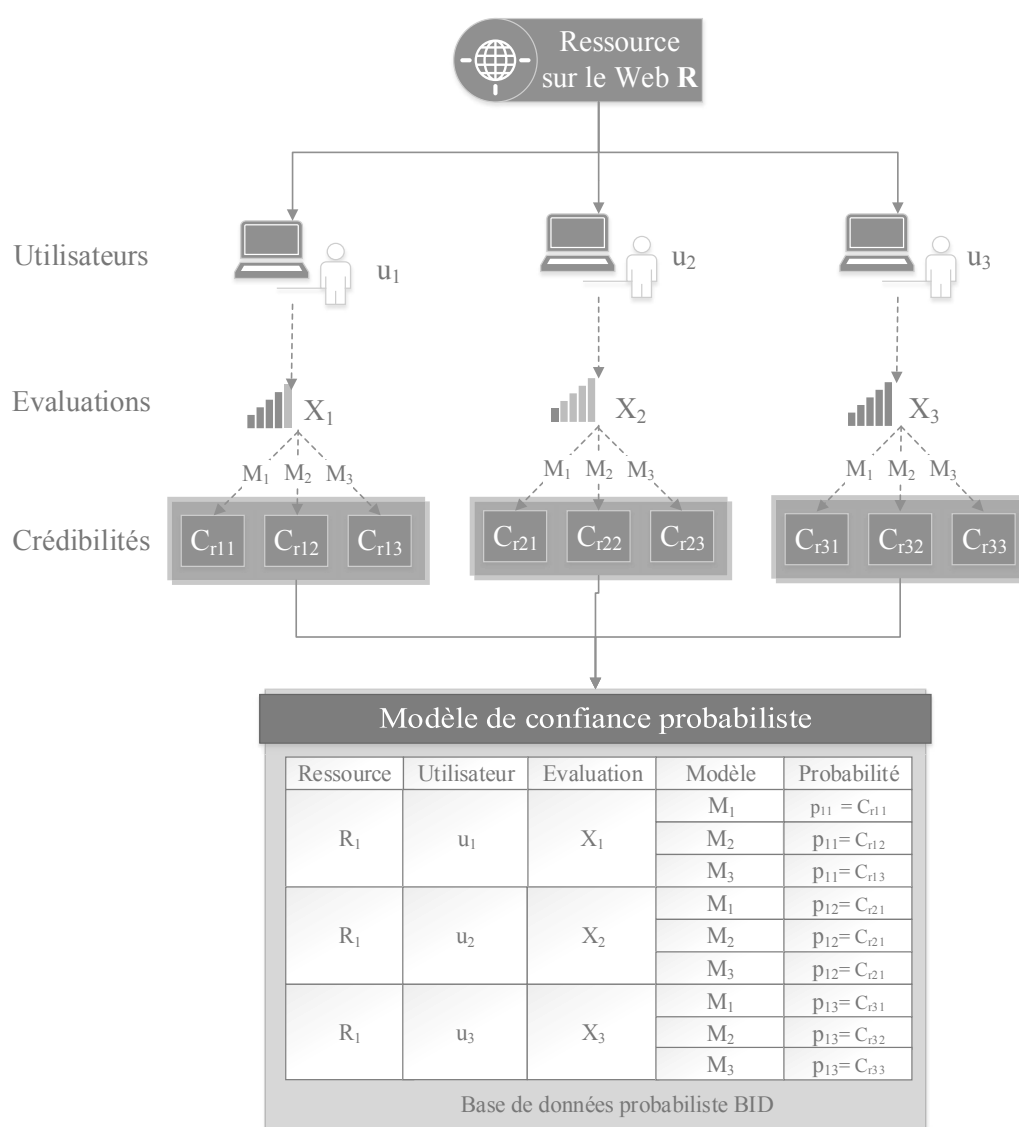 Ressource
sur le Web R
Utilisateurs
u1
u2
u3
Evaluations
X1
X2
X3
M1 M2 M3
M1 M2 M3
M1 M2 M3
Crédibilités
Cr11 Cr12 Cr13
Cr21 Cr22 Cr23
Cr31 Cr32 Cr33
Modèle de confiance probabiliste
Ressource Utilisateur Evaluation Modèle Probabilité
R1 u1 X1
M1 p11 = Cr11
M2 p11= Cr12
M3 p11= Cr13
R1 u2 X2
M1 p12= Cr21
M2 p12= Cr21
M3 p12= Cr21
R1 u3 X3
M1 p13= Cr31
M2 p13= Cr32
M3 p13= Cr33
Base de données probabiliste BID